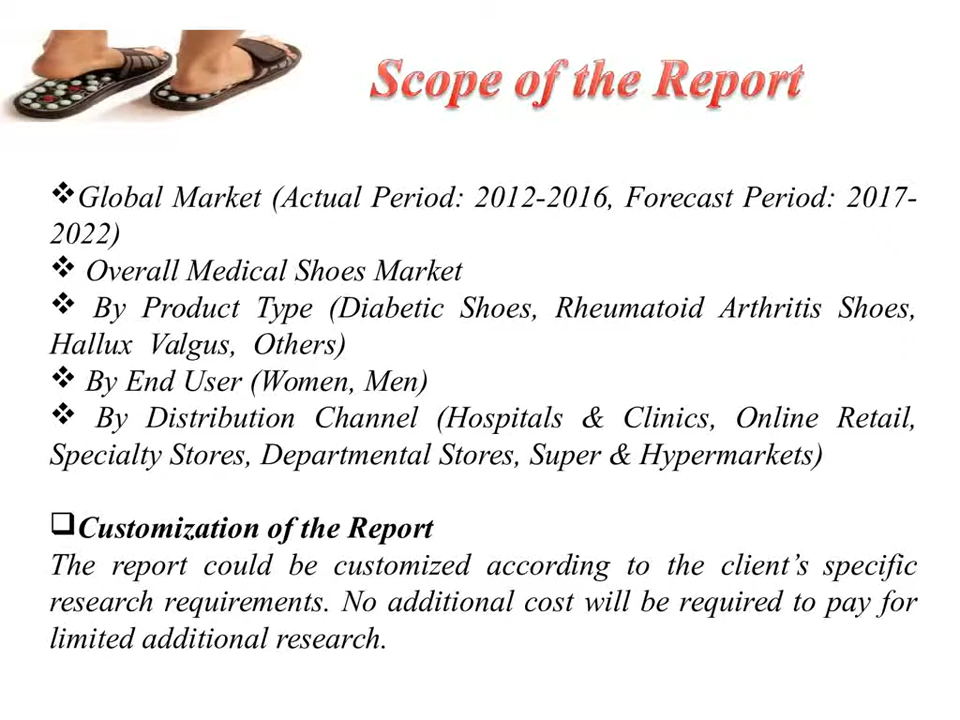 Scope of the Report
❖Global Market (Actual Period: 2012-2016, Forecast Period: 2017-
2022)
❖ Overall Medical Shoes Market
❖ By Product Type (Diabetic Shoes, Rheumatoid Arthritis Shoes,
Hallux Valgus, Others)
❖ By End User (Women, Men)
❖ By Distribution Channel (Hospitals & Clinics, Online Retail,
Specialty Stores, Departmental Stores, Super & Hypermarkets)
❑Customization of the Report
The report could be customized according to the client’s specific
research requirements. No additional cost will be required to pay for
limited additional research.